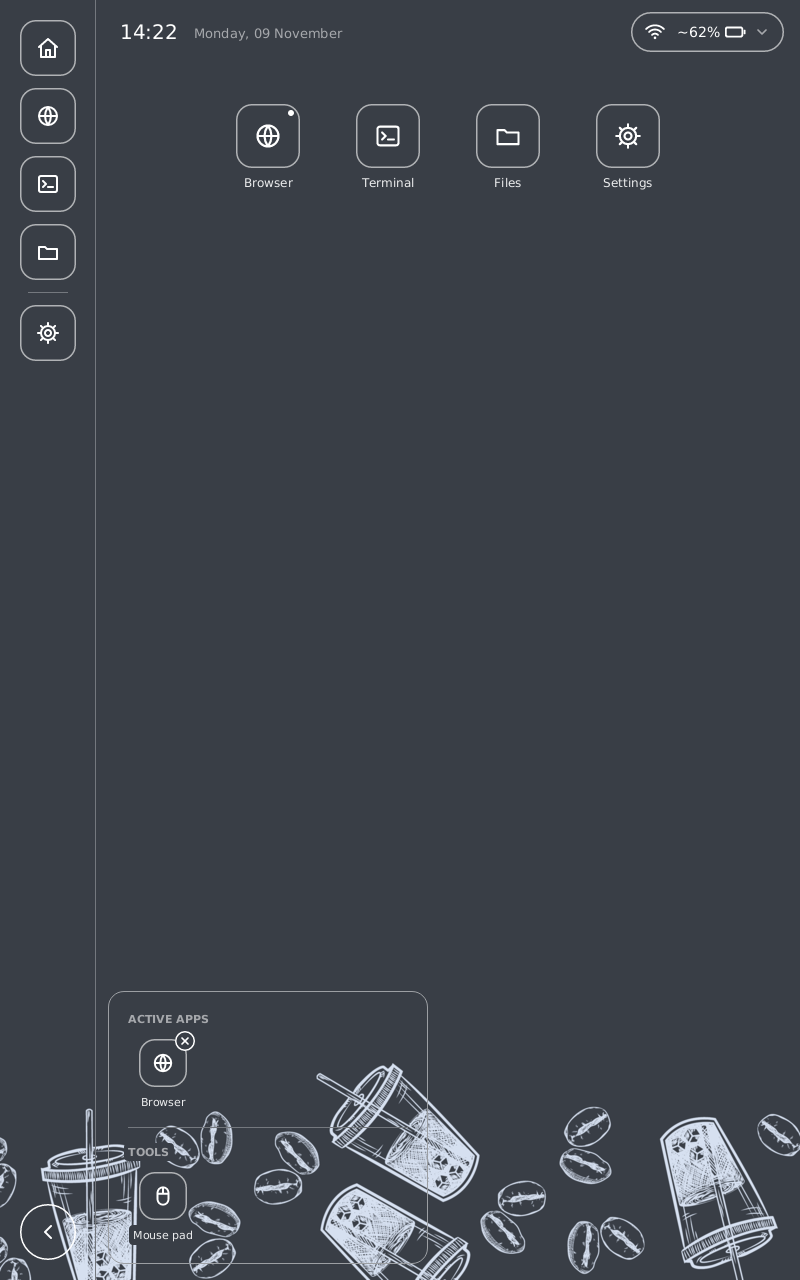 14:22 Monday, 09 November ~62%
Browser Terminal Files Settings
ACTIVE APPS
Browser
TOOLS
Mouse pad